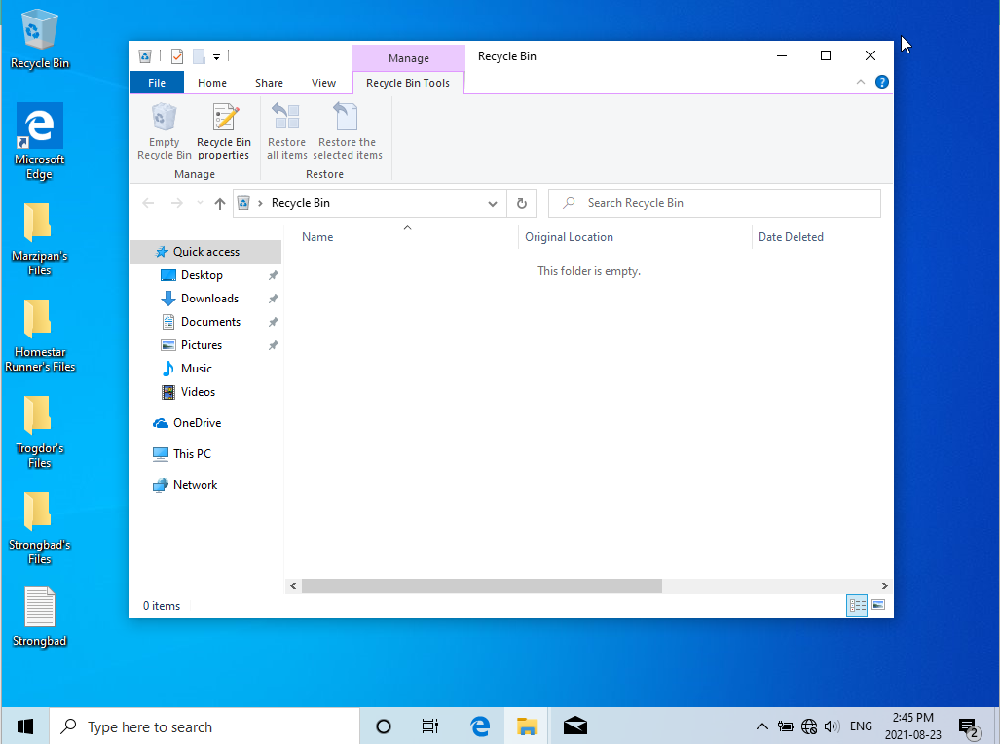 Recycle Bin
Microsoft
Edge
Marzipan's
Files
Homestar
Runner's Files
Trogdor's
Files
Strongbad's
Files
Strongbad
Manage
Recycle Bin
File
Home
Share
View
Recycle Bin Tools
?
Empty
Recycle Bin
Recycle Bin
properties
Restore
all items
Restore the
selected items
Manage
Restore
Recycle Bin
Search Recycle Bin
Name
Original Location
Date Deleted
This folder is empty.
Quick access
Desktop
Downloads
Documents
Pictures
Music
Videos
OneDrive
This PC
Network
0 items
Type here to search
ENG
2:45 PM
2021-08-23
2